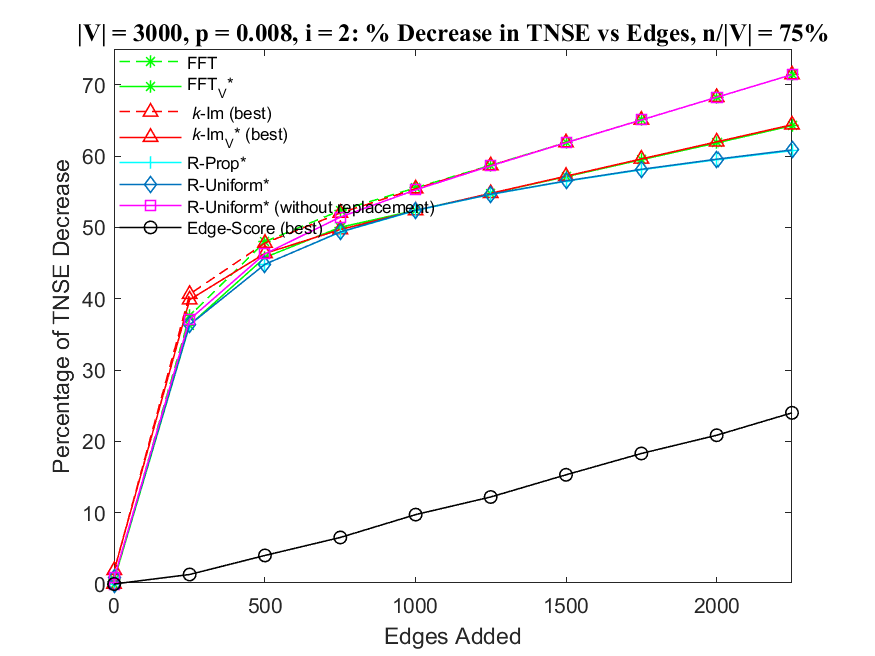 |V| = 3000, p = 0.008, i = 2: % Decrease in TNSE vs Edges, n/|V| = 75%
FFT
FFT_V*
k-Im (best)
k-Im_V* (best)
R-Prop*
R-Uniform*
R-Uniform* (without replacement)
Edge-Score (best)
Percentage of TNSE Decrease
70
60
50
40
30
20
10
0
0 500 1000 1500 2000
Edges Added